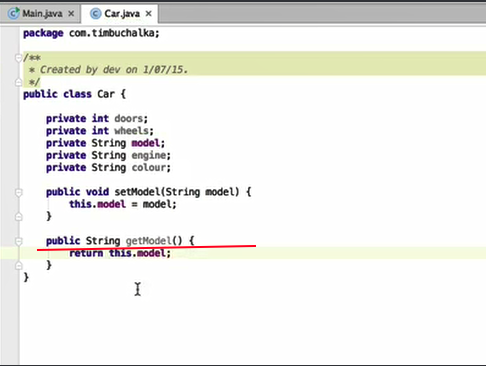 Main.java × Car.java ×
package com.timbuchalka;
/**
 * Created by dev on 1/07/15.
 */
public class Car {
    private int doors;
    private int wheels;
    private String model;
    private String engine;
    private String colour;
    public void setModel(String model) {
        this.model = model;
    }
    public String getModel() {
        return this.model;
    }
}